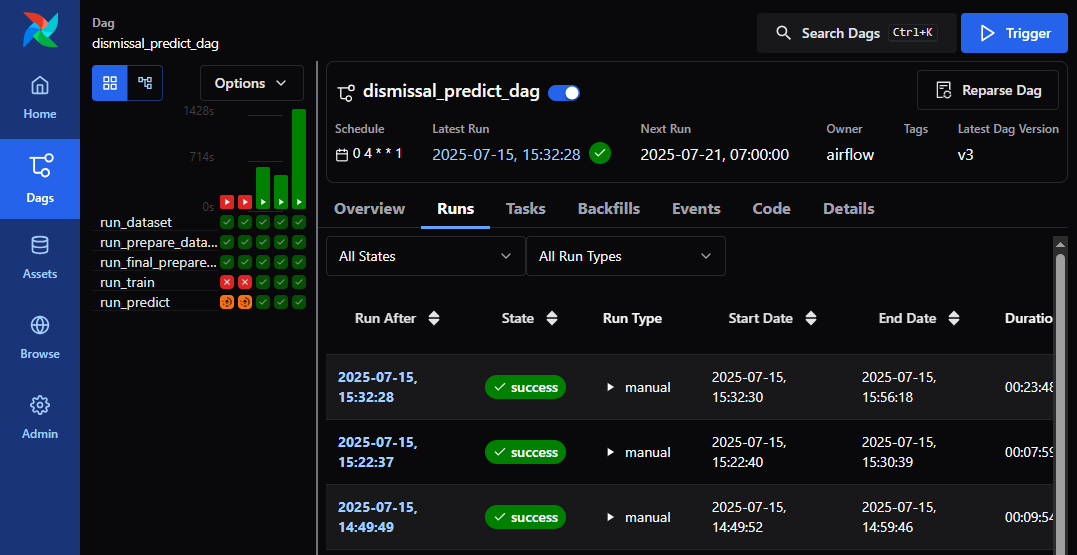 Dag
dismissal_predict_dag
Search Dags Ctrl+K
Trigger
Home
Dags
Assets
Browse
Admin
Options
1428s
714s
0s
run_dataset
run_prepare_data...
run_final_prepare...
run_train
run_predict
dismissal_predict_dag
Reparse Dag
Schedule Latest Run Next Run Owner Tags Latest Dag Version
0 4 * * 1 2025-07-15, 15:32:28 2025-07-21, 07:00:00 airflow v3
Overview Runs Tasks Backfills Events Code Details
All States All Run Types
Run After State Run Type Start Date End Date Duratio
2025-07-15, 15:32:28 success manual 2025-07-15, 15:32:30 2025-07-15, 15:56:18 00:23:48
2025-07-15, 15:22:37 success manual 2025-07-15, 15:22:40 2025-07-15, 15:30:39 00:07:59
2025-07-15, 14:49:49 success manual 2025-07-15, 14:49:52 2025-07-15, 14:59:46 00:09:54